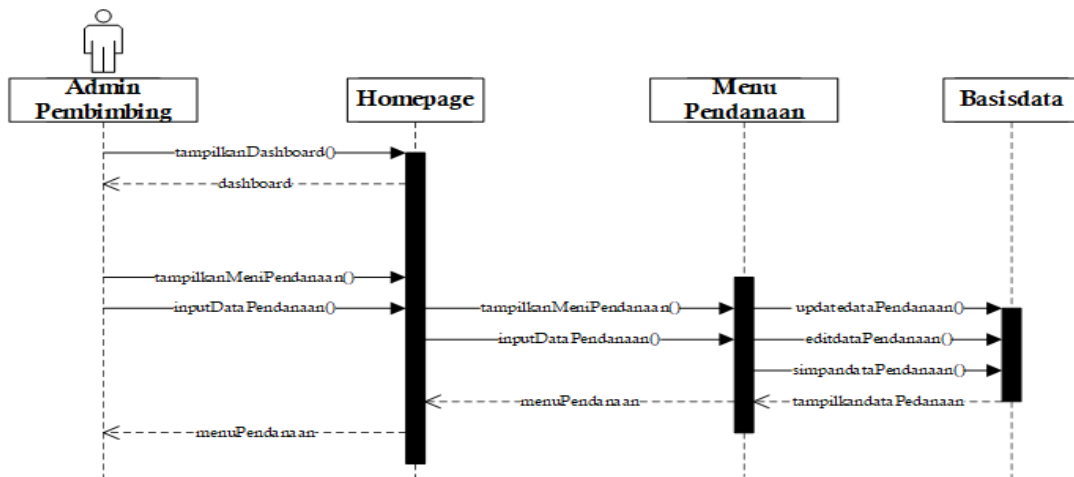 Admin
Pembimbing
Homepage
Menu
Pendanaan
Basisdata
tampilkanDashboard()
dashboard
tampilkanMeniPendanaan()
inputDataPendanaan()
tampilkanMeniPendanaan()
updatedataPendanaan()
inputDataPendanaan()
editdataPendanaan()
simpandataPendanaan()
menuPendanaan
tampilkandataPedanaan
menuPendanaan